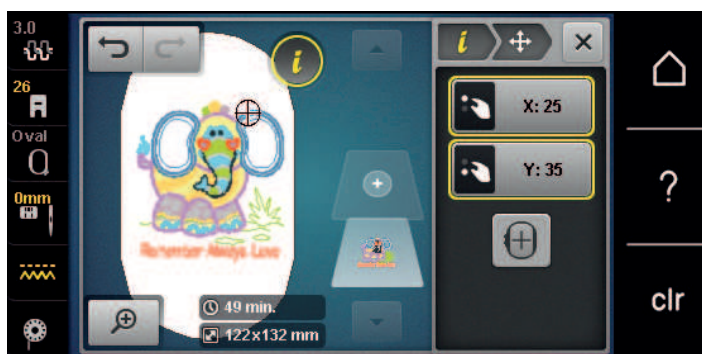 3.0
26
Oval
0mm
i
Remember Always Love
49 min.
122x132 mm
i
X: 25
Y: 35
?
clr